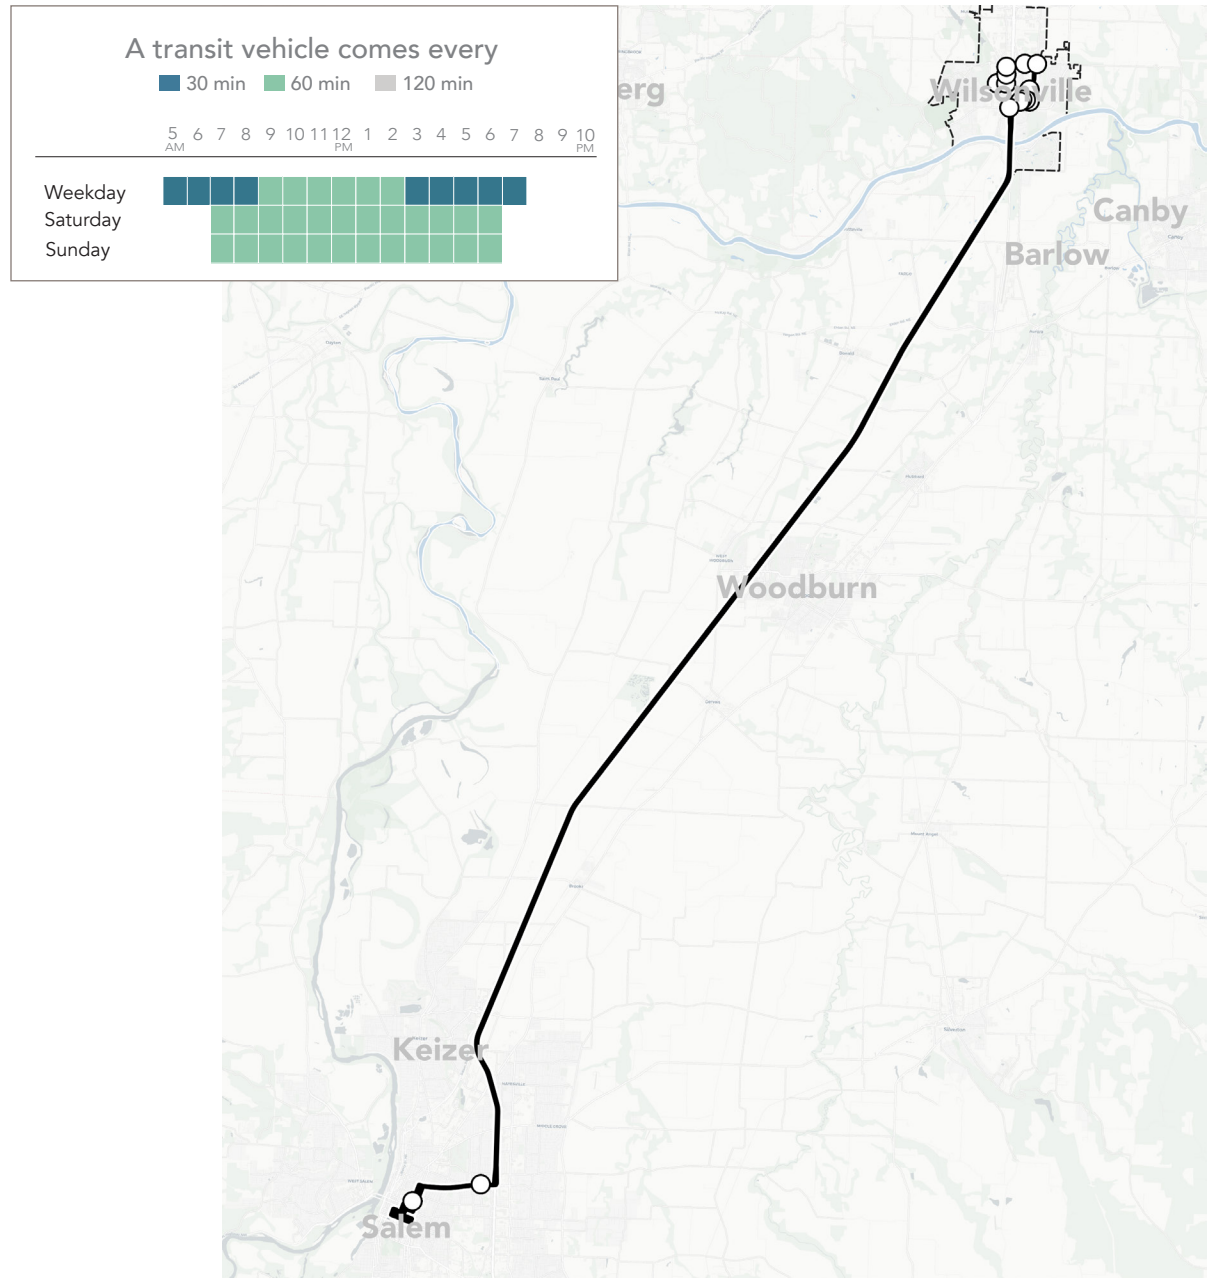 A transit vehicle comes every
30 min 60 min 120 min
5 6 7 8 9 10 11 12 1 2 3 4 5 6 7 8 9 10
AM PM PM
Weekday
Saturday
Sunday
erg
Wilsonville
Canby
Barlow
Woodburn
Keizer
Salem